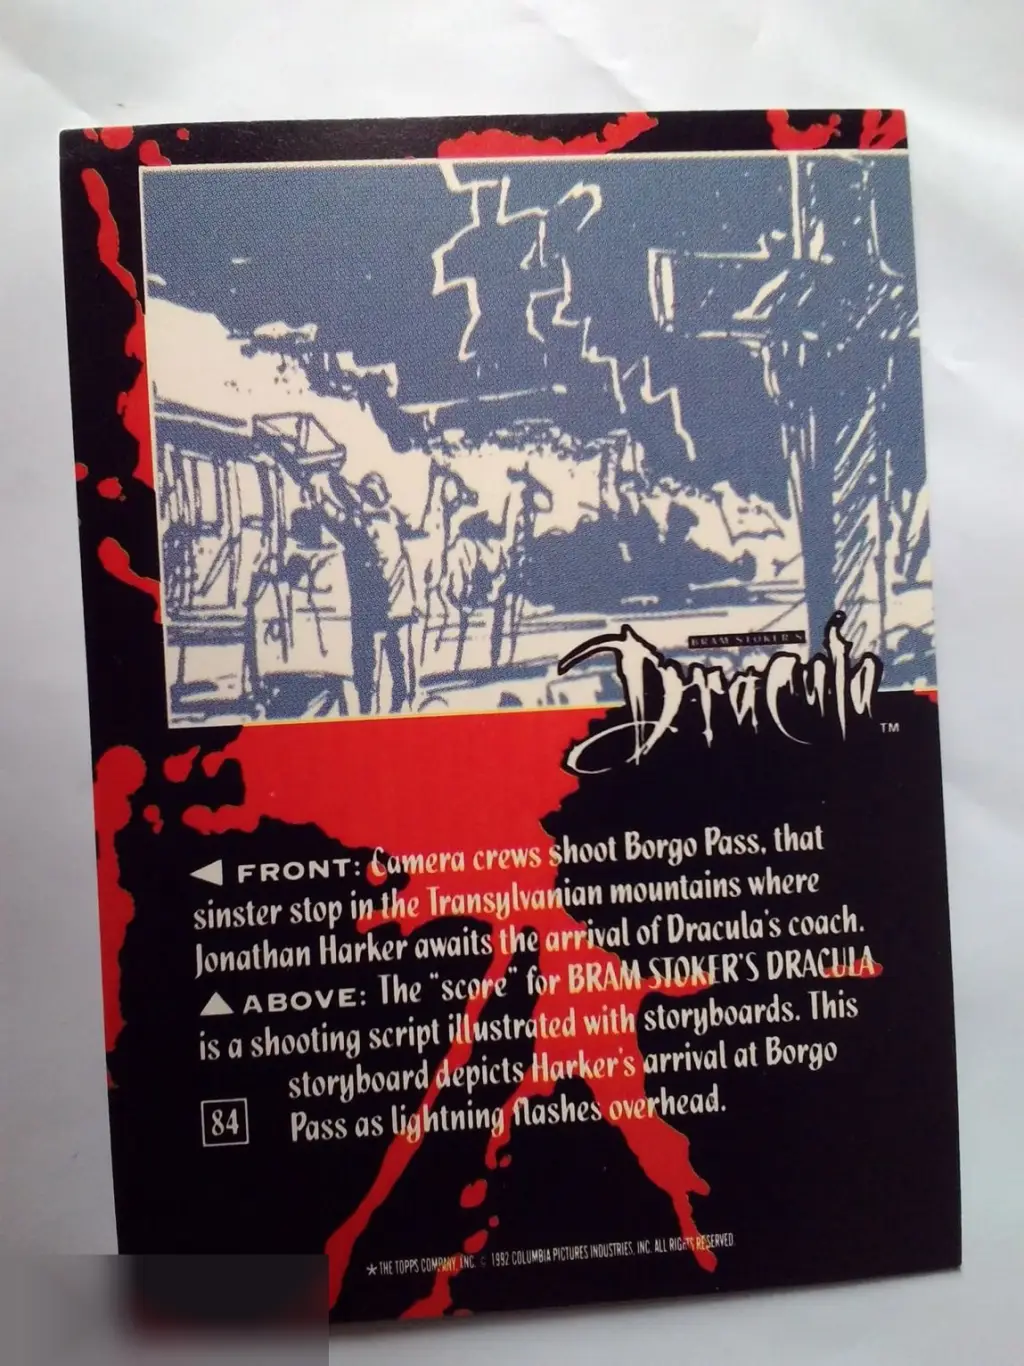 BRAM STOKER'S
Dracula
TM
◀ FRONT: Camera crews shoot Borgo Pass, that
sinster stop in the Transylvanian mountains where
Jonathan Harker awaits the arrival of Dracula's coach.
▲ ABOVE: The "score" for BRAM STOKER'S DRACULA
is a shooting script illustrated with storyboards. This
storyboard depicts Harker's arrival at Borgo
84 Pass as lightning flashes overhead.
★ THE TOPPS COMPANY, INC. © 1992 COLUMBIA PICTURES INDUSTRIES, INC. ALL RIGHTS RESERVED.